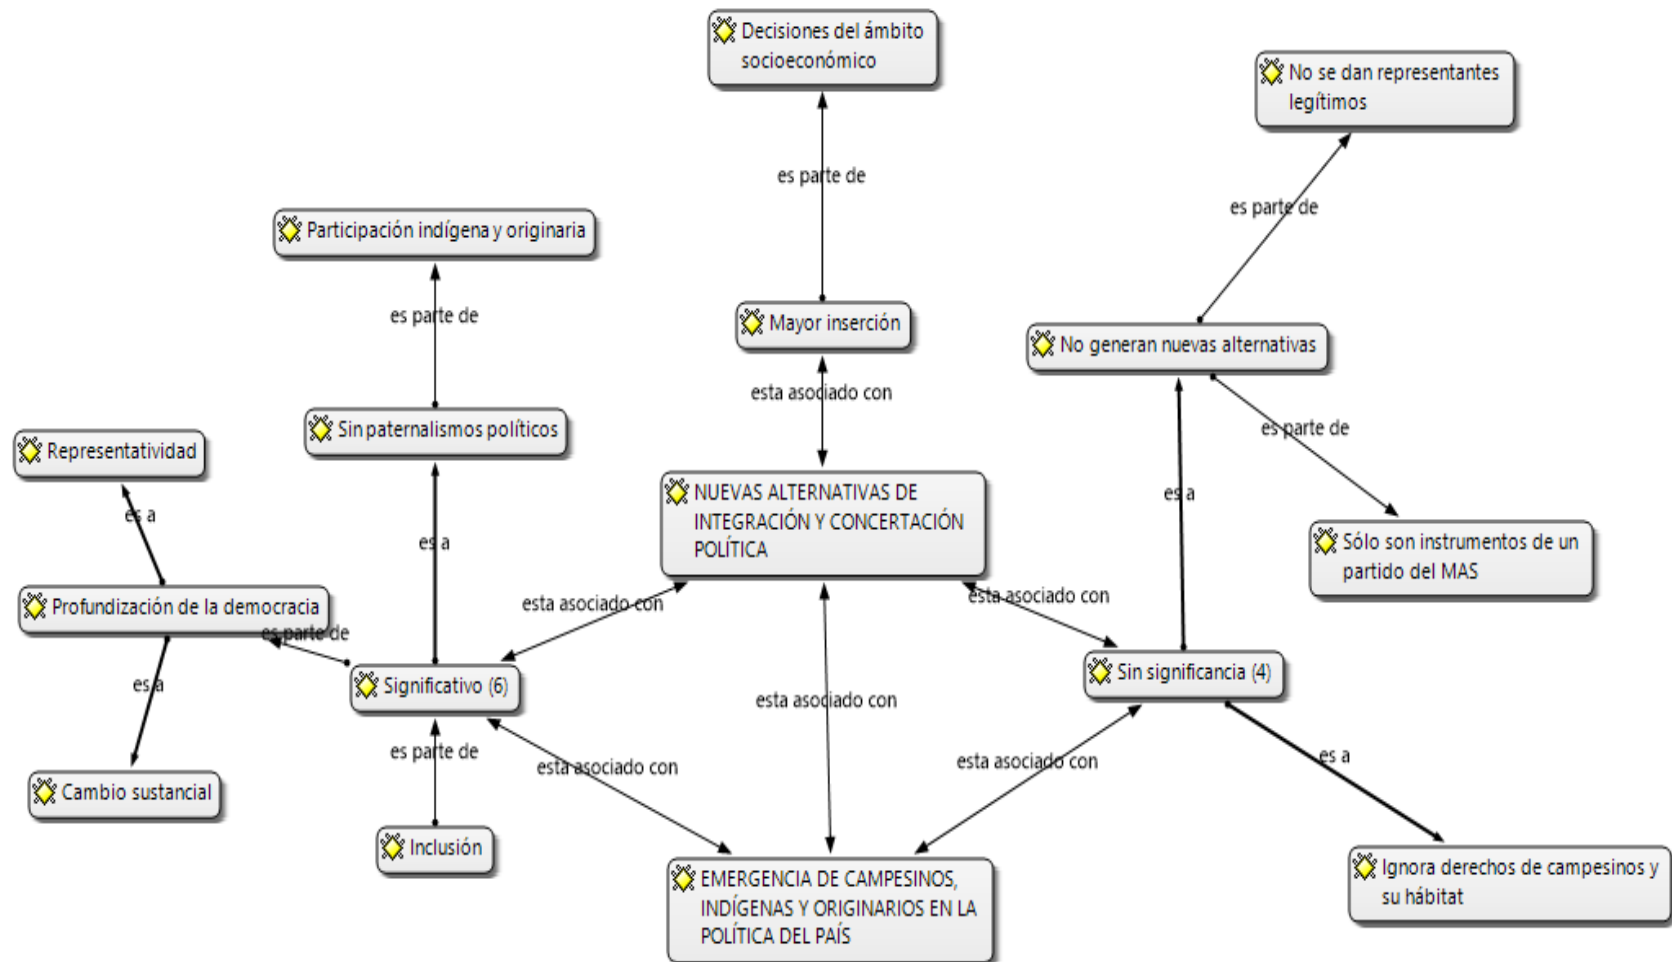 Decisiones del ámbito
socioeconómico
No se dan representantes
legítimos
es parte de
es parte de
Participación indígena y originaria
es parte de
Mayor inserción
No generan nuevas alternativas
esta asociado con
es parte de
Sin paternalismos políticos
Representatividad
es a
es a
es a
NUEVAS ALTERNATIVAS DE
INTEGRACIÓN Y CONCERTACIÓN
POLÍTICA
Sólo son instrumentos de un
partido del MAS
Profundización de la democracia
esta asociado con
esta asociado con
es parte de
es a
Significativo (6)
Sin significancia (4)
esta asociado con
es parte de
esta asociado con
esta asociado con
es a
Cambio sustancial
Inclusión
EMERGENCIA DE CAMPESINOS,
INDÍGENAS Y ORIGINARIOS EN LA
POLÍTICA DEL PAÍS
Ignora derechos de campesinos y
su hábitat